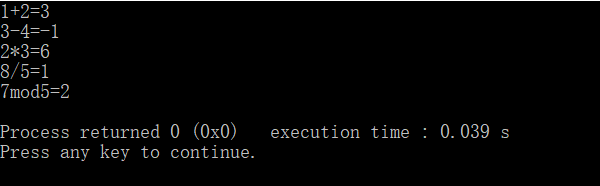 1+2=3
3-4=-1
2*3=6
8/5=1
7mod5=2
Process returned 0 (0x0)   execution time : 0.039 s
Press any key to continue.